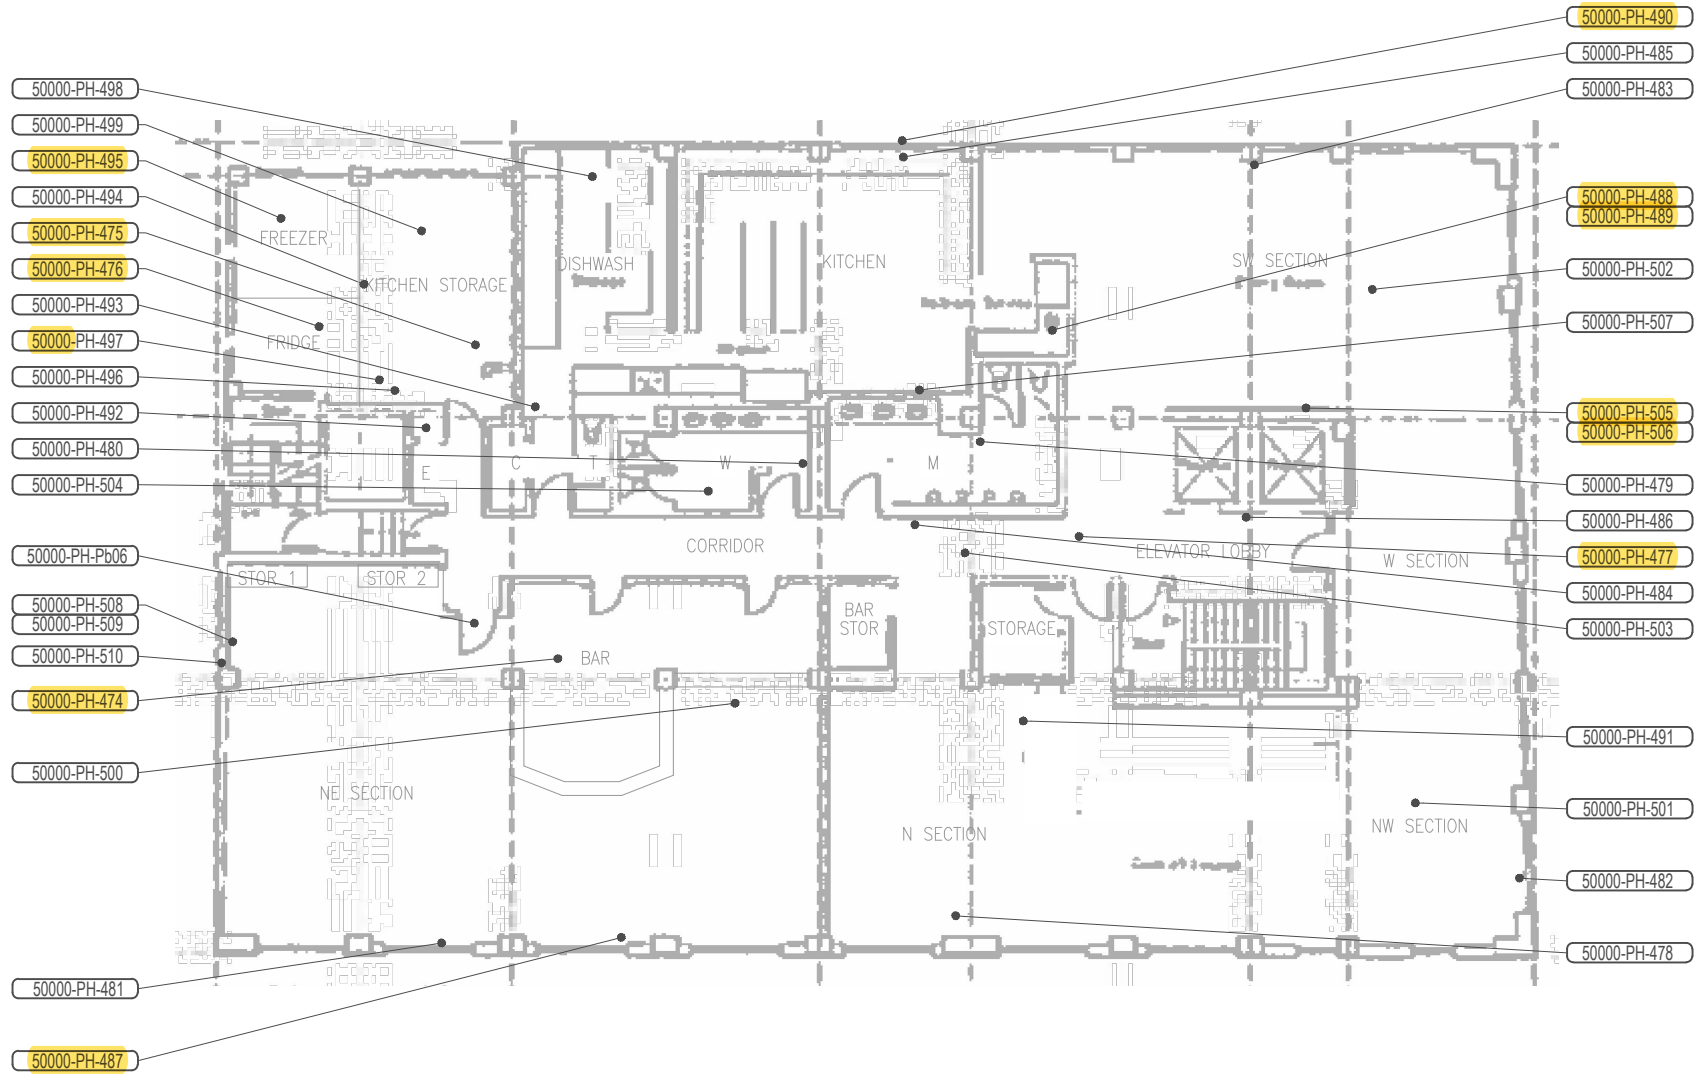 50000-PH-490
50000-PH-485
50000-PH-483
50000-PH-498
50000-PH-499
50000-PH-495
50000-PH-494
50000-PH-475
50000-PH-476
50000-PH-493
50000-PH-497
50000-PH-496
50000-PH-492
50000-PH-480
50000-PH-504
50000-PH-Pb06
50000-PH-508
50000-PH-509
50000-PH-510
50000-PH-474
50000-PH-500
50000-PH-481
50000-PH-487
50000-PH-488
50000-PH-489
50000-PH-502
50000-PH-507
50000-PH-505
50000-PH-506
50000-PH-479
50000-PH-486
50000-PH-477
50000-PH-484
50000-PH-503
50000-PH-491
50000-PH-501
50000-PH-482
50000-PH-478
FREEZER
KITCHEN STORAGE
FRIDGE
DISHWASH
KITCHEN
SW SECTION
E
C
T
W
M
CORRIDOR
ELEVATOR LOBBY
W SECTION
STOR 1
STOR 2
BAR
BAR
STOR
STORAGE
NE SECTION
N SECTION
NW SECTION